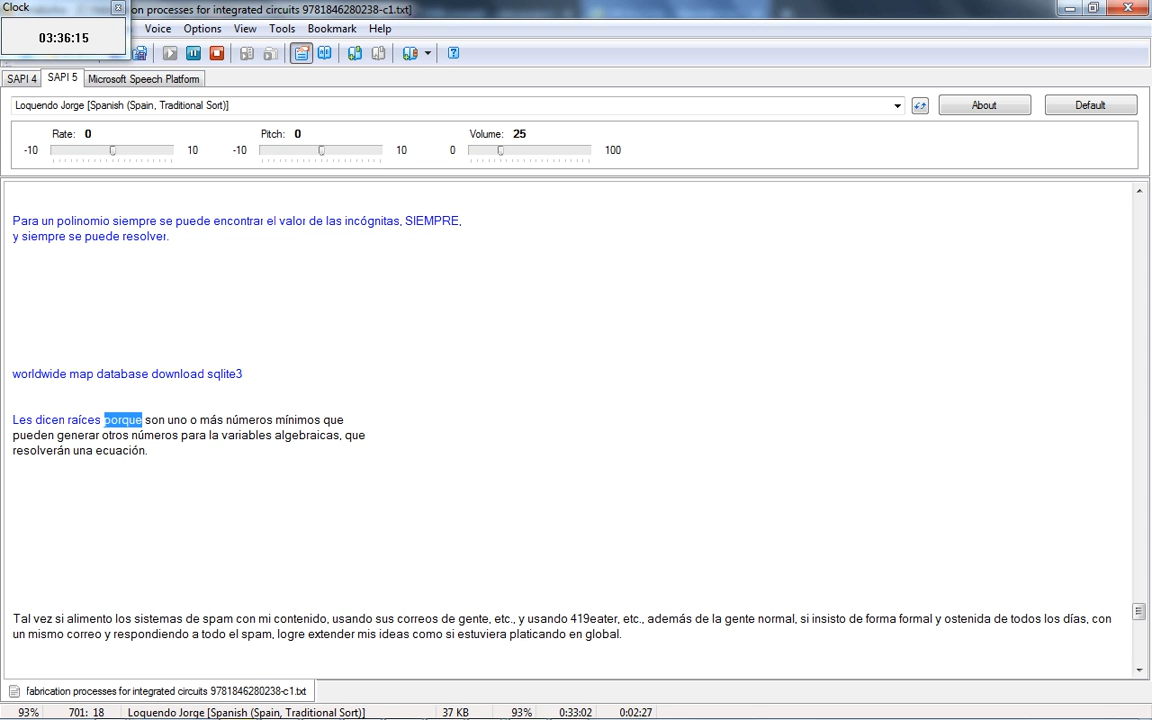 Clock
on processes for integrated circuits 9781846280238-c1.txt]
03:36:15
Voice Options View Tools Bookmark Help
SAPI 4 SAPI 5 Microsoft Speech Platform
Loquendo Jorge [Spanish (Spain, Traditional Sort)] About Default
Rate: 0 Pitch: 0 Volume: 25
-10 10 -10 10 0 100
Para un polinomio siempre se puede encontrar el valor de las incógnitas, SIEMPRE,
y siempre se puede resolver.
worldwide map database download sqlite3
Les dicen raíces porque son uno o más números mínimos que
pueden generar otros números para la variables algebraicas, que
resolverán una ecuación.
Tal vez si alimento los sistemas de spam con mi contenido, usando sus correos de gente, etc., y usando 419eater, etc., además de la gente normal, si insisto de forma formal y ostenida de todos los días, con
un mismo correo y respondiendo a todo el spam, logre extender mis ideas como si estuviera platicando en global.
fabrication processes for integrated circuits 9781846280238-c1.txt
93% 701: 18 Loquendo Jorge [Spanish (Spain, Traditional Sort)] 37 KB 93% 0:33:02 0:02:27